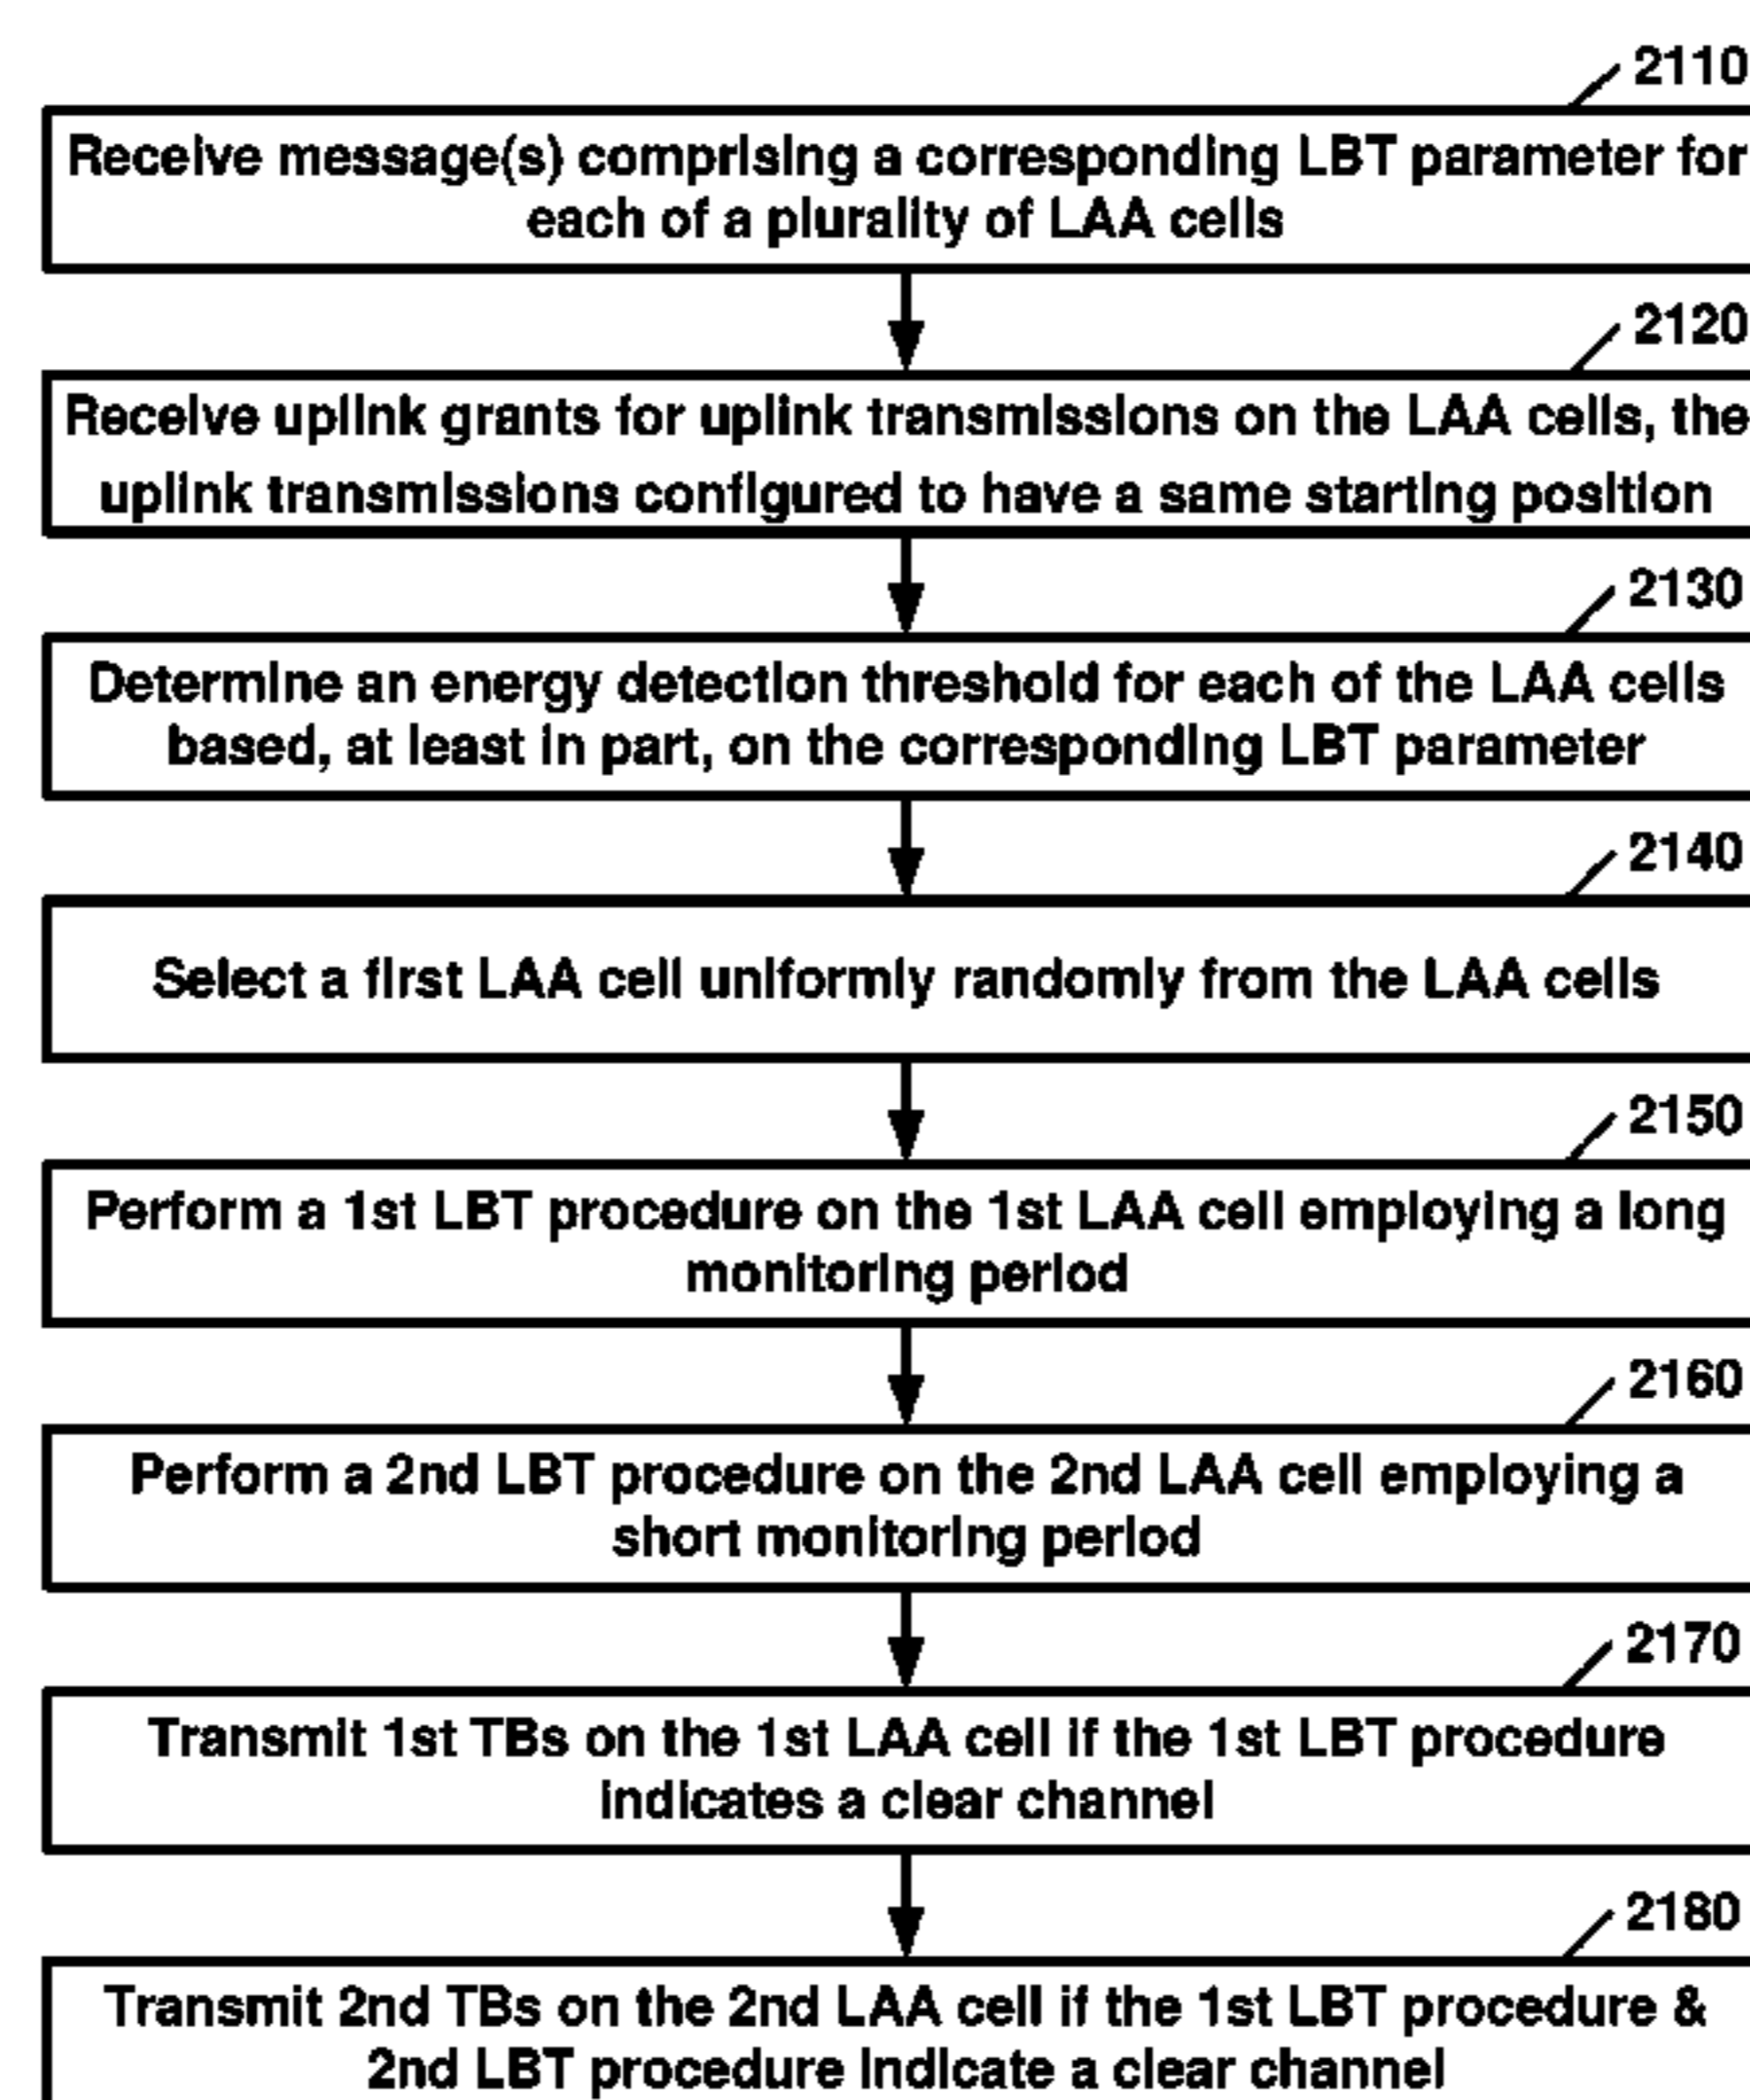 2110
Receive message(s) comprising a corresponding LBT parameter for
each of a plurality of LAA cells
2120
Receive uplink grants for uplink transmissions on the LAA cells, the
uplink transmissions configured to have a same starting position
2130
Determine an energy detection threshold for each of the LAA cells
based, at least in part, on the corresponding LBT parameter
2140
Select a first LAA cell uniformly randomly from the LAA cells
2150
Perform a 1st LBT procedure on the 1st LAA cell employing a long
monitoring period
2160
Perform a 2nd LBT procedure on the 2nd LAA cell employing a
short monitoring period
2170
Transmit 1st TBs on the 1st LAA cell if the 1st LBT procedure
indicates a clear channel
2180
Transmit 2nd TBs on the 2nd LAA cell if the 1st LBT procedure &
2nd LBT procedure indicate a clear channel